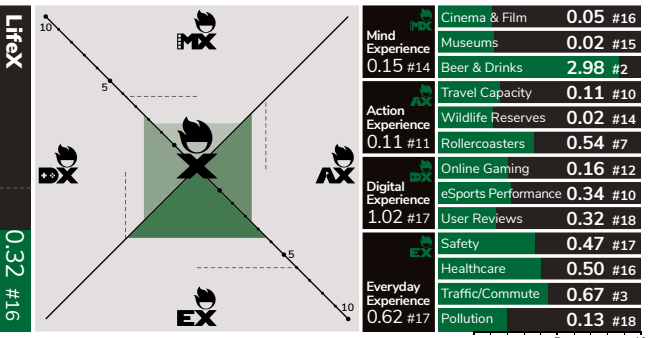 LifeX
0.32 #16
10
5
MX
DX
X
AX
5
10
EX
MX
Mind
Experience
0.15 #14
AX
Action
Experience
0.11 #11
DX
Digital
Experience
1.02 #17
EX
Everyday
Experience
0.62 #17
Cinema & Film 0.05 #16
Museums 0.02 #15
Beer & Drinks 2.98 #2
Travel Capacity 0.11 #10
Wildlife Reserves 0.02 #14
Rollercoasters 0.54 #7
Online Gaming 0.16 #12
eSports Performance 0.34 #10
User Reviews 0.32 #18
Safety 0.47 #17
Healthcare 0.50 #16
Traffic/Commute 0.67 #3
Pollution 0.13 #18